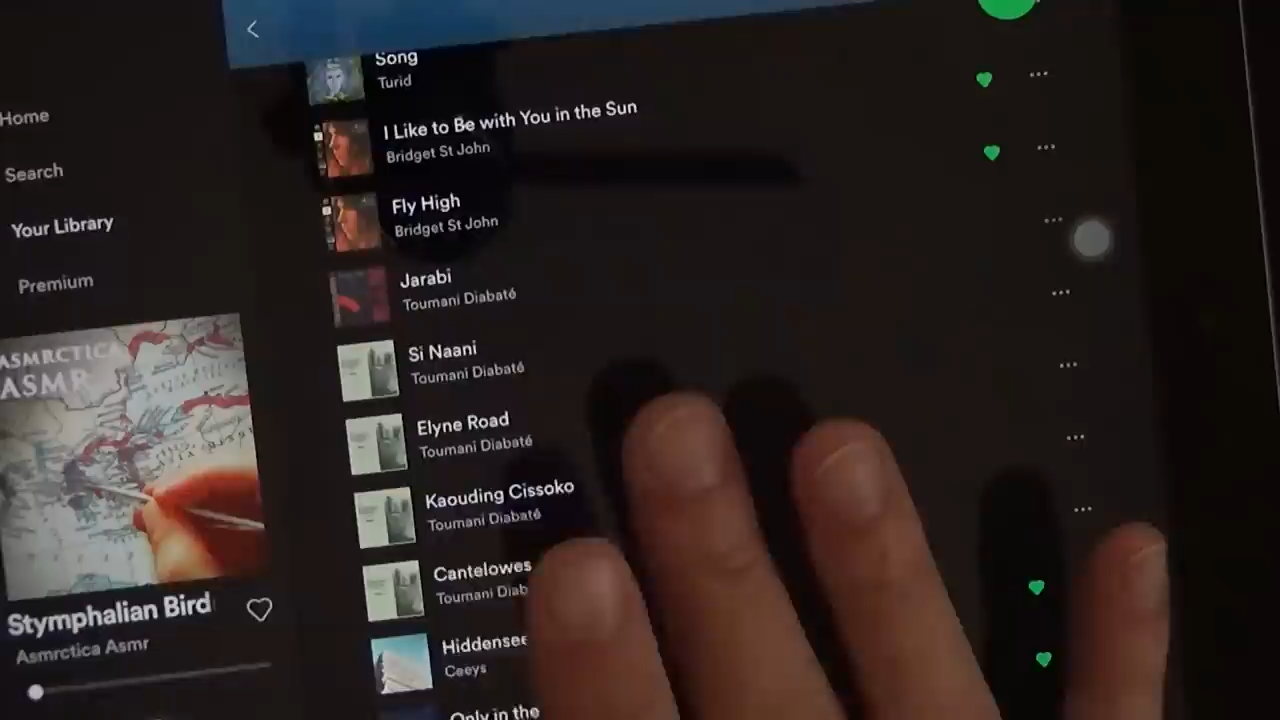 Home
Search
Your Library
Premium
ASMRCTICA
ASMR
Stymphalian Bird
Asmrctica Asmr
Song
Turid
I Like to Be with You in the Sun
Bridget St John
Fly High
Bridget St John
Jarabi
Toumani Diabaté
Si Naani
Toumani Diabaté
Elyne Road
Toumani Diabaté
Kaouding Cissoko
Toumani Diabaté
Cantelowes
Toumani Diab
Hiddensee
Ceeys
Only in the